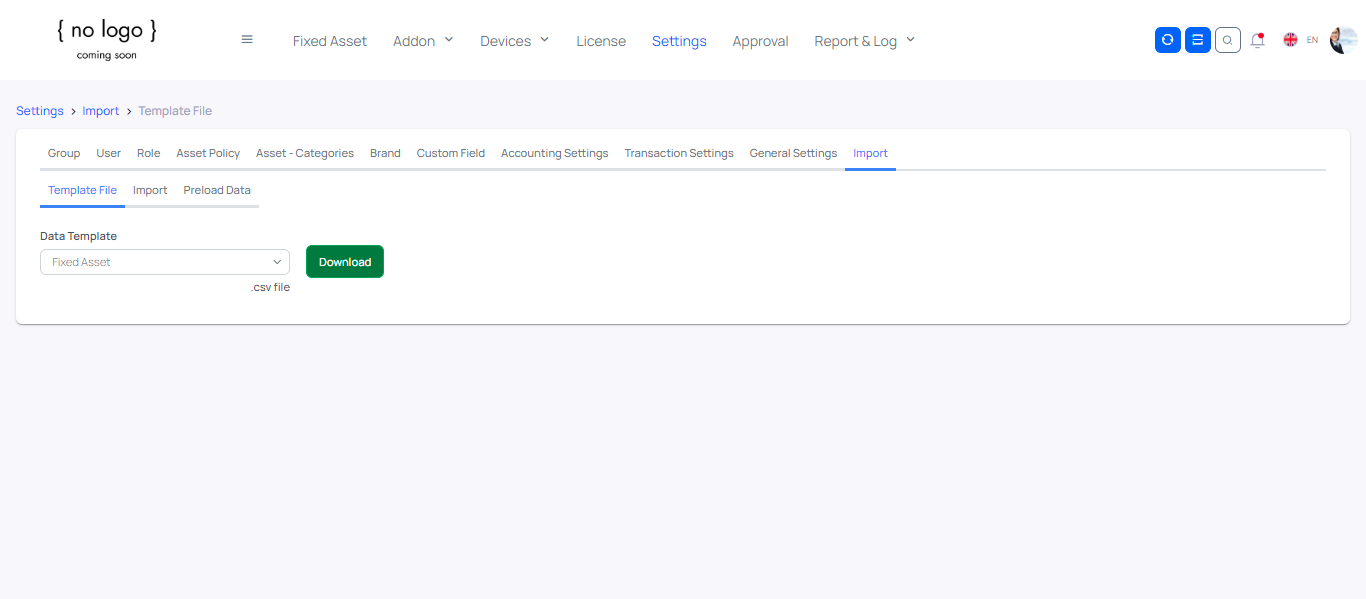 { no logo }
coming soon
Fixed Asset Addon Devices License Settings Approval Report & Log EN
Settings > Import > Template File
Group User Role Asset Policy Asset - Categories Brand Custom Field Accounting Settings Transaction Settings General Settings Import
Template File Import Preload Data
Data Template
Fixed Asset Download
.csv file